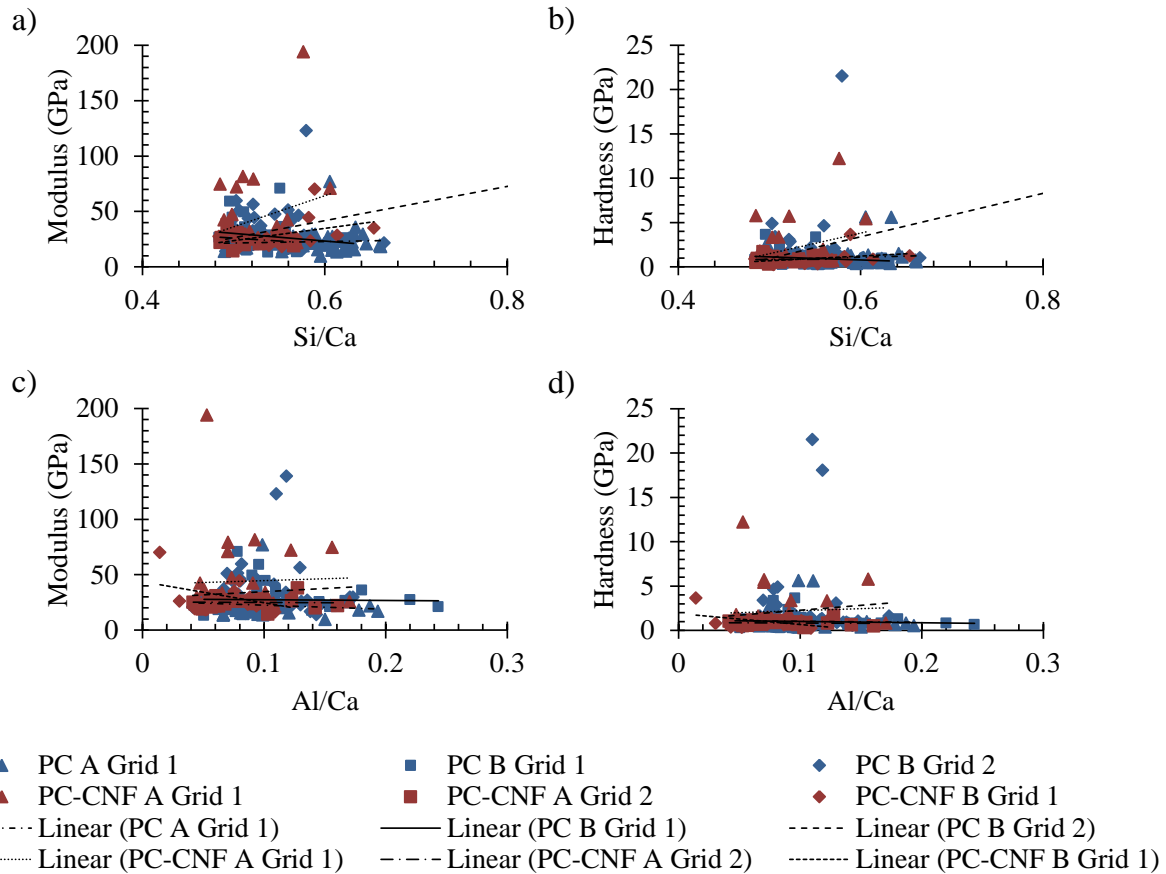 a)
b)
200
150
100
50
0
Modulus (GPa)
0.4
0.6
0.8
Si/Ca
25
20
15
10
5
0
Hardness (GPa)
0.4
0.6
0.8
Si/Ca
c)
d)
200
150
100
50
0
Modulus (GPa)
0
0.1
0.2
0.3
Al/Ca
25
20
15
10
5
0
Hardness (GPa)
0
0.1
0.2
0.3
Al/Ca
PC A Grid 1
PC B Grid 1
PC B Grid 2
PC-CNF A Grid 1
PC-CNF A Grid 2
PC-CNF B Grid 1
Linear (PC A Grid 1)
Linear (PC B Grid 1)
Linear (PC B Grid 2)
Linear (PC-CNF A Grid 1)
Linear (PC-CNF A Grid 2)
Linear (PC-CNF B Grid 1)